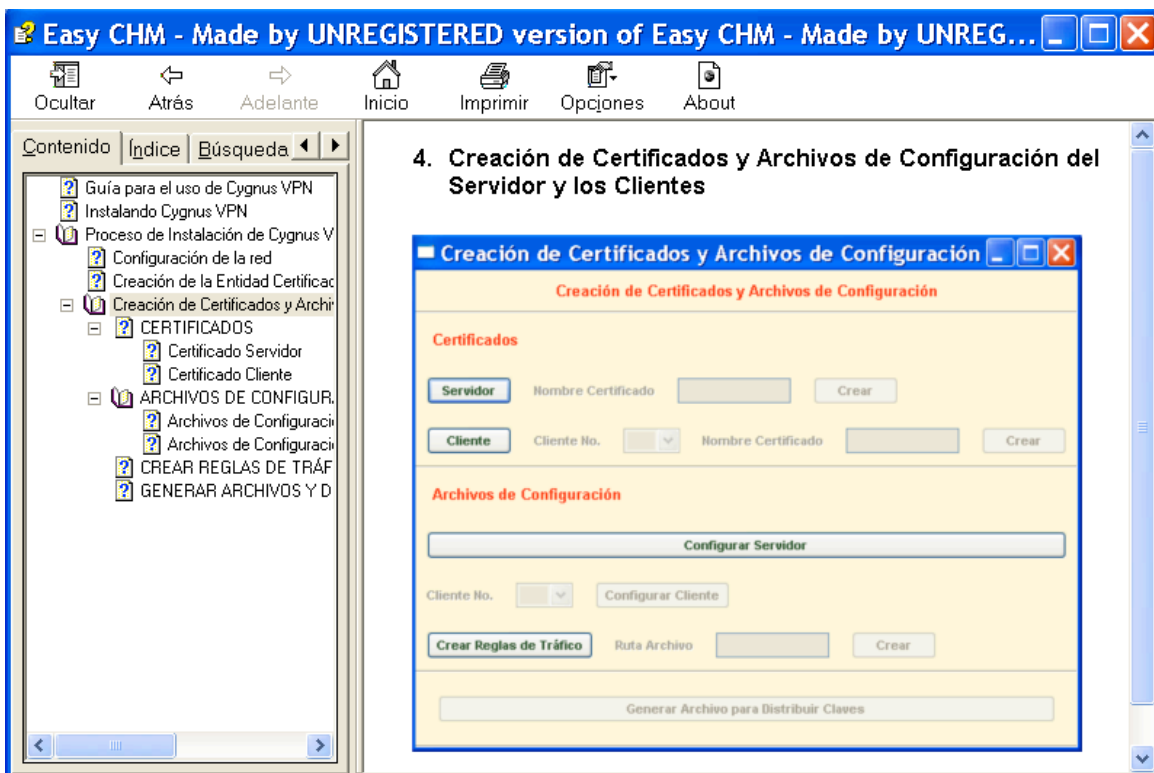 Easy CHM - Made by UNREGISTERED version of Easy CHM - Made by UNREG...
Ocultar Atrás Adelante Inicio Imprimir Opciones About
Contenido Índice Búsqueda
Guía para el uso de Cygnus VPN
Instalando Cygnus VPN
Proceso de Instalación de Cygnus V
Configuración de la red
Creación de la Entidad Certificac
Creación de Certificados y Archi
CERTIFICADOS
Certificado Servidor
Certificado Cliente
ARCHIVOS DE CONFIGUR
Archivos de Configuraci
Archivos de Configuraci
CREAR REGLAS DE TRÁF
GENERAR ARCHIVOS Y D
4. Creación de Certificados y Archivos de Configuración del
Servidor y los Clientes
Creación de Certificados y Archivos de Configuración
Creación de Certificados y Archivos de Configuración
Certificados
Servidor Nombre Certificado Crear
Cliente Cliente No. Nombre Certificado Crear
Archivos de Configuración
Configurar Servidor
Cliente No. Configurar Cliente
Crear Reglas de Tráfico Ruta Archivo Crear
Generar Archivo para Distribuir Claves